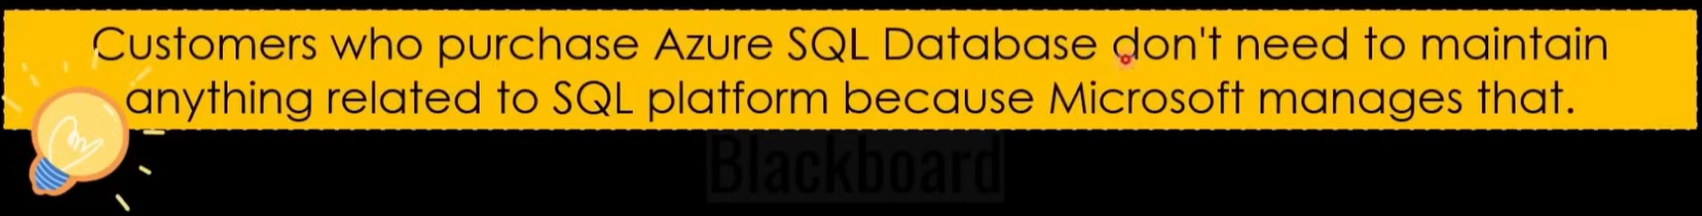 Customers who purchase Azure SQL Database don't need to maintain
anything related to SQL platform because Microsoft manages that.
Blackboard